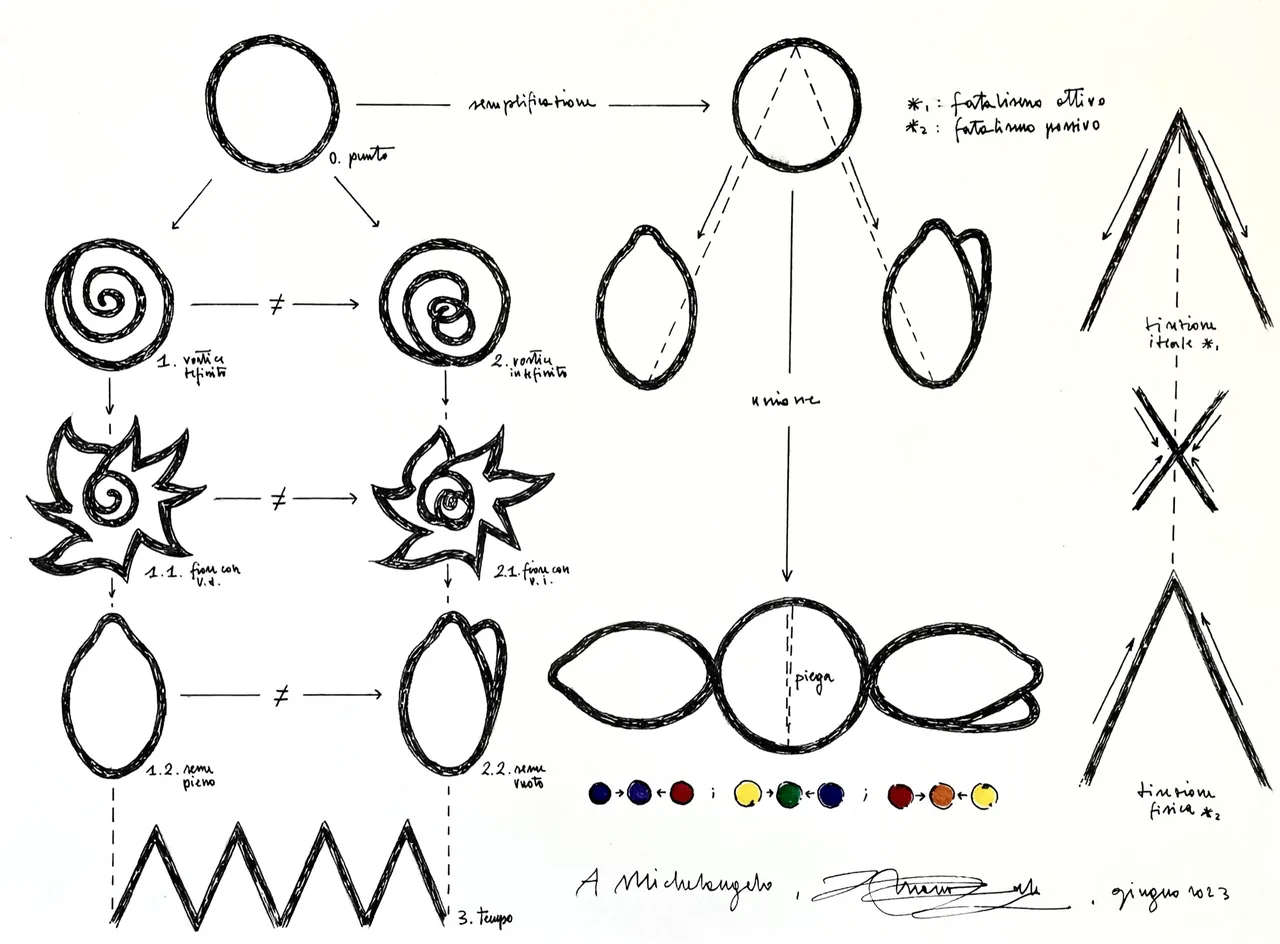 semplificazione
0. punto
*1: fatalismo attivo
*2: fatalismo passivo
≠
1. vortice
definito
2. vortice
indefinito
direzione
ideale *1
unione
≠
1.1. fiore con
v.d.
2.1. fiore con
v.i.
≠
1.2. seme
pieno
2.2. seme
vuoto
piega
; ;
direzione
fisica *2
3. tempo
A Michelangelo, , giugno 2023